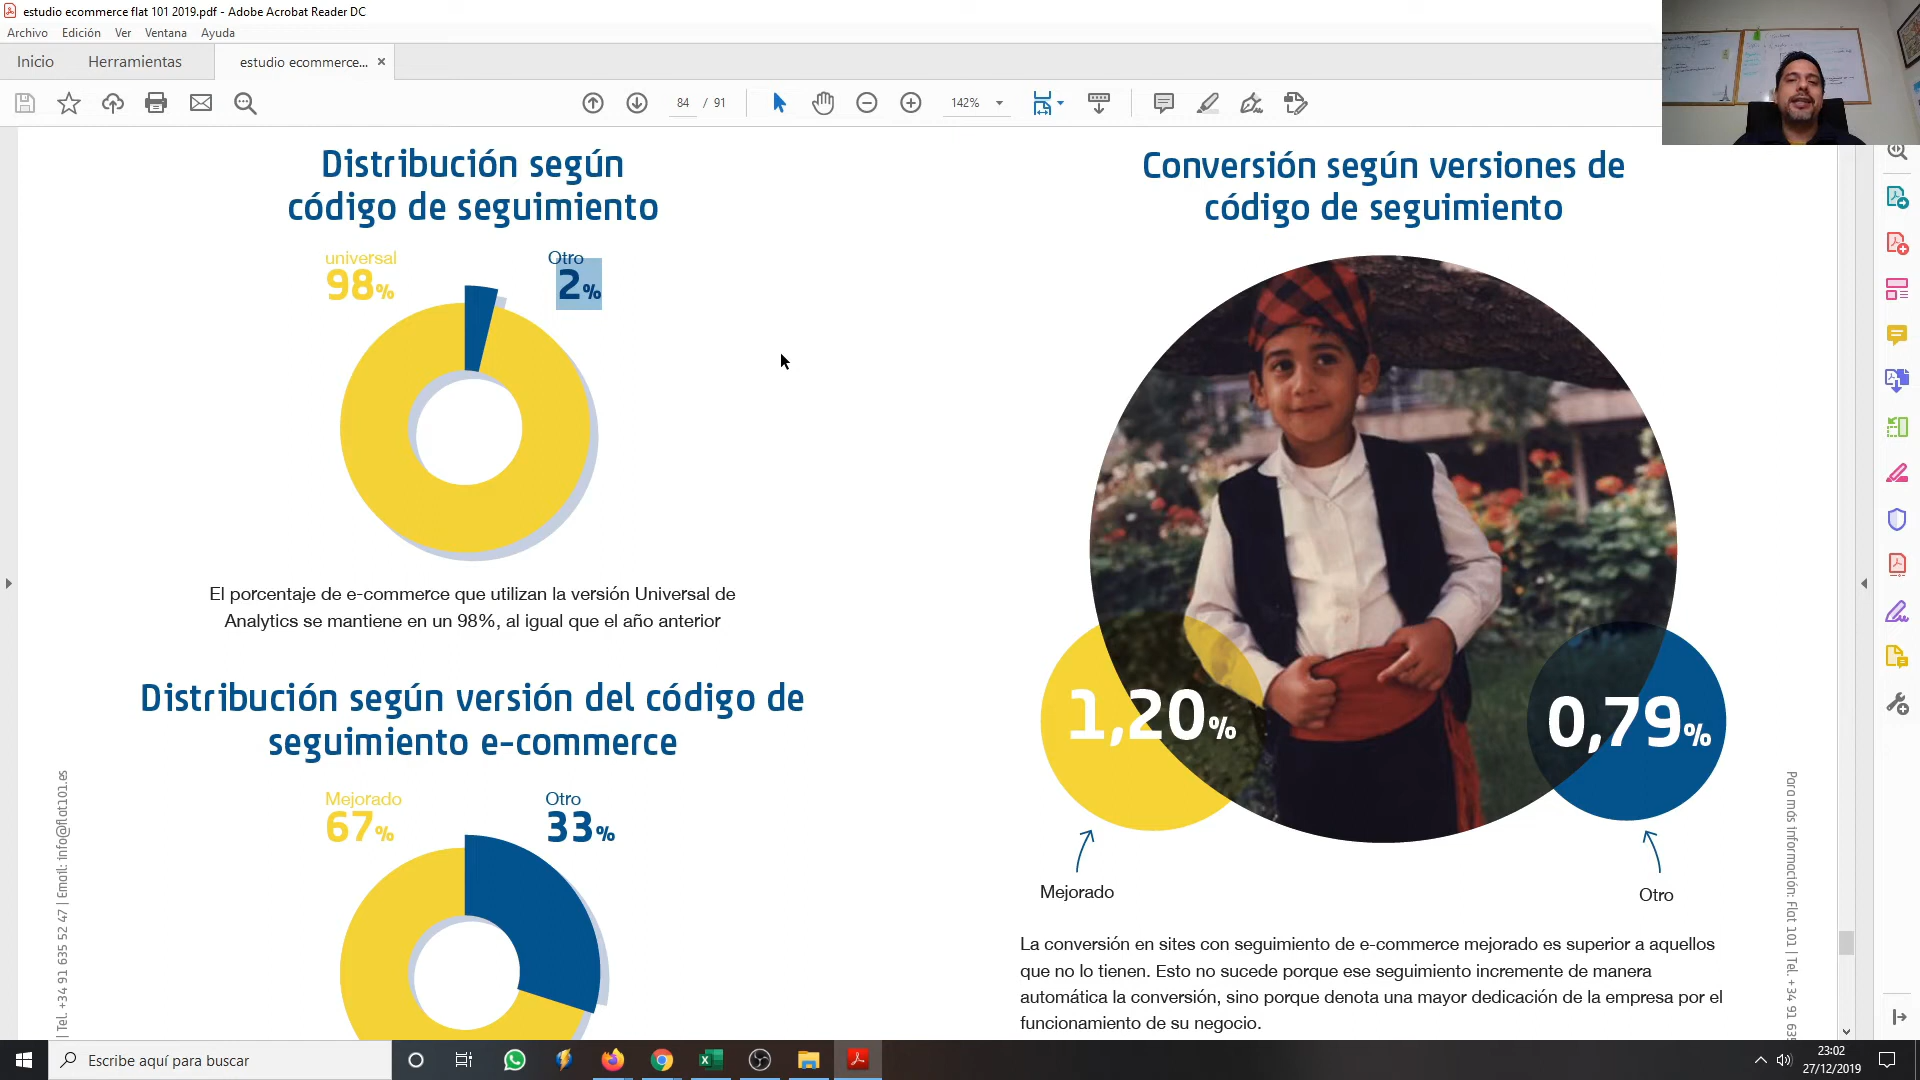 estudio ecommerce flat 101 2019.pdf - Adobe Acrobat Reader DC
Archivo Edición Ver Ventana Ayuda
Inicio Herramientas estudio ecommerce... ×
84 / 91 142%
Distribución según
código de seguimiento
universal
98%
Otro
2%
El porcentaje de e-commerce que utilizan la versión Universal de
Analytics se mantiene en un 98%, al igual que el año anterior
Distribución según versión del código de
seguimiento e-commerce
Mejorado
67%
Otro
33%
| Tel. +34 91 635 52 47 | Email: info@flat101.es
Conversión según versiones de
código de seguimiento
1,20%
0,79%
Mejorado
Otro
La conversión en sites con seguimiento de e-commerce mejorado es superior a aquellos
que no lo tienen. Esto no sucede porque ese seguimiento incremente de manera
automática la conversión, sino porque denota una mayor dedicación de la empresa por el
funcionamiento de su negocio.
Para más información: Flat 101 | Tel. +34 91 635
Escribe aquí para buscar
23:02
27/12/2019